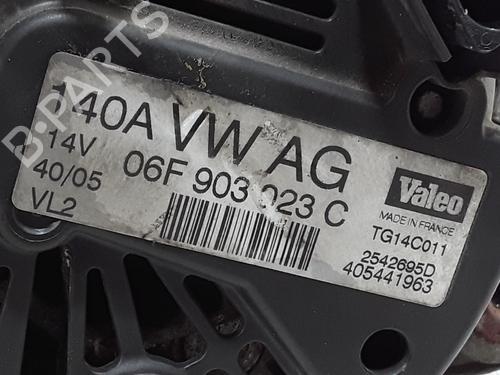 B-PARTS
140A VW AG
14V 06F 903 023 C
40/05
VL2
Valeo
MADE IN FRANCE
TG14C011
2542695D
405441963